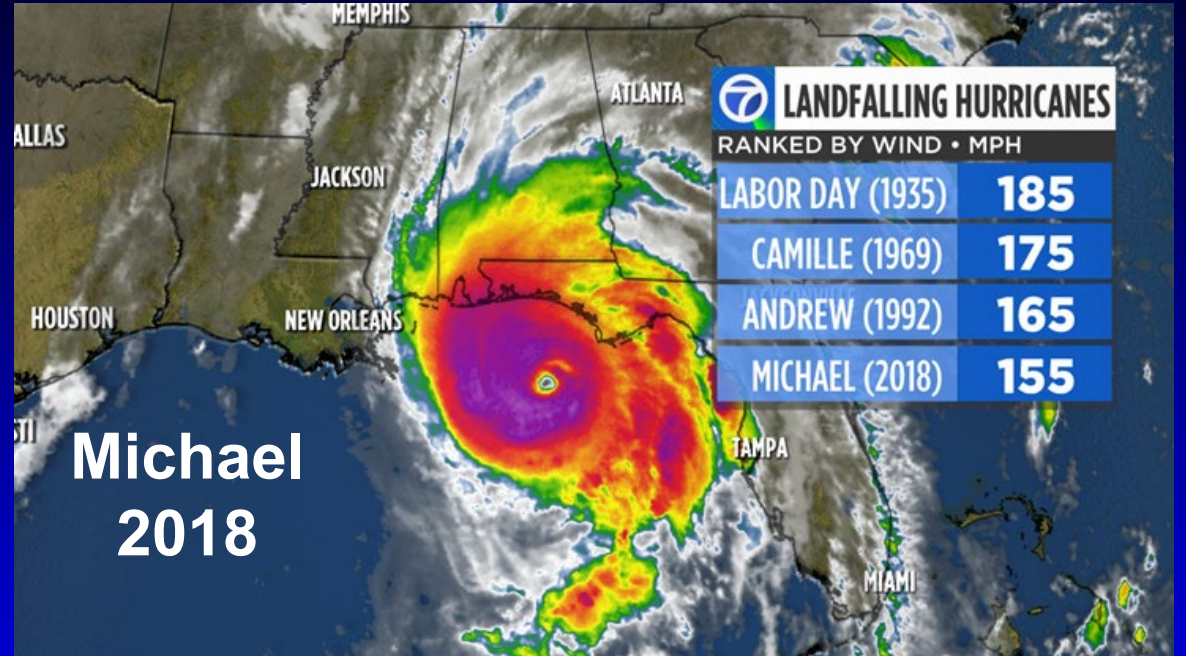 MEMPHIS
ATLANTA
7 LANDFALLING HURRICANES
RANKED BY WIND • MPH
ALLAS
JACKSON
LABOR DAY (1935) 185
CAMILLE (1969) 175
HOUSTON
NEW ORLEANS
ANDREW (1992) 165
MICHAEL (2018) 155
TAMPA
Michael
2018
MIAMI